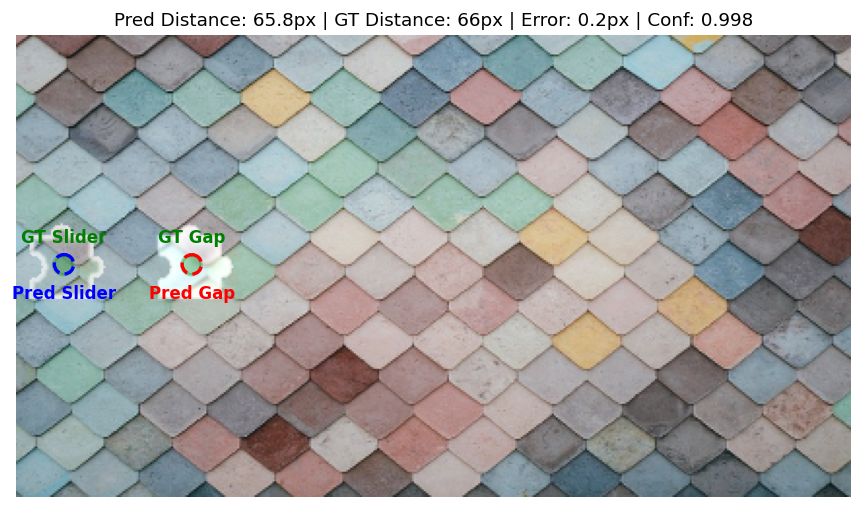 Pred Distance: 65.8px | GT Distance: 66px | Error: 0.2px | Conf: 0.998
GT Slider
GT Gap
Pred Slider
Pred Gap